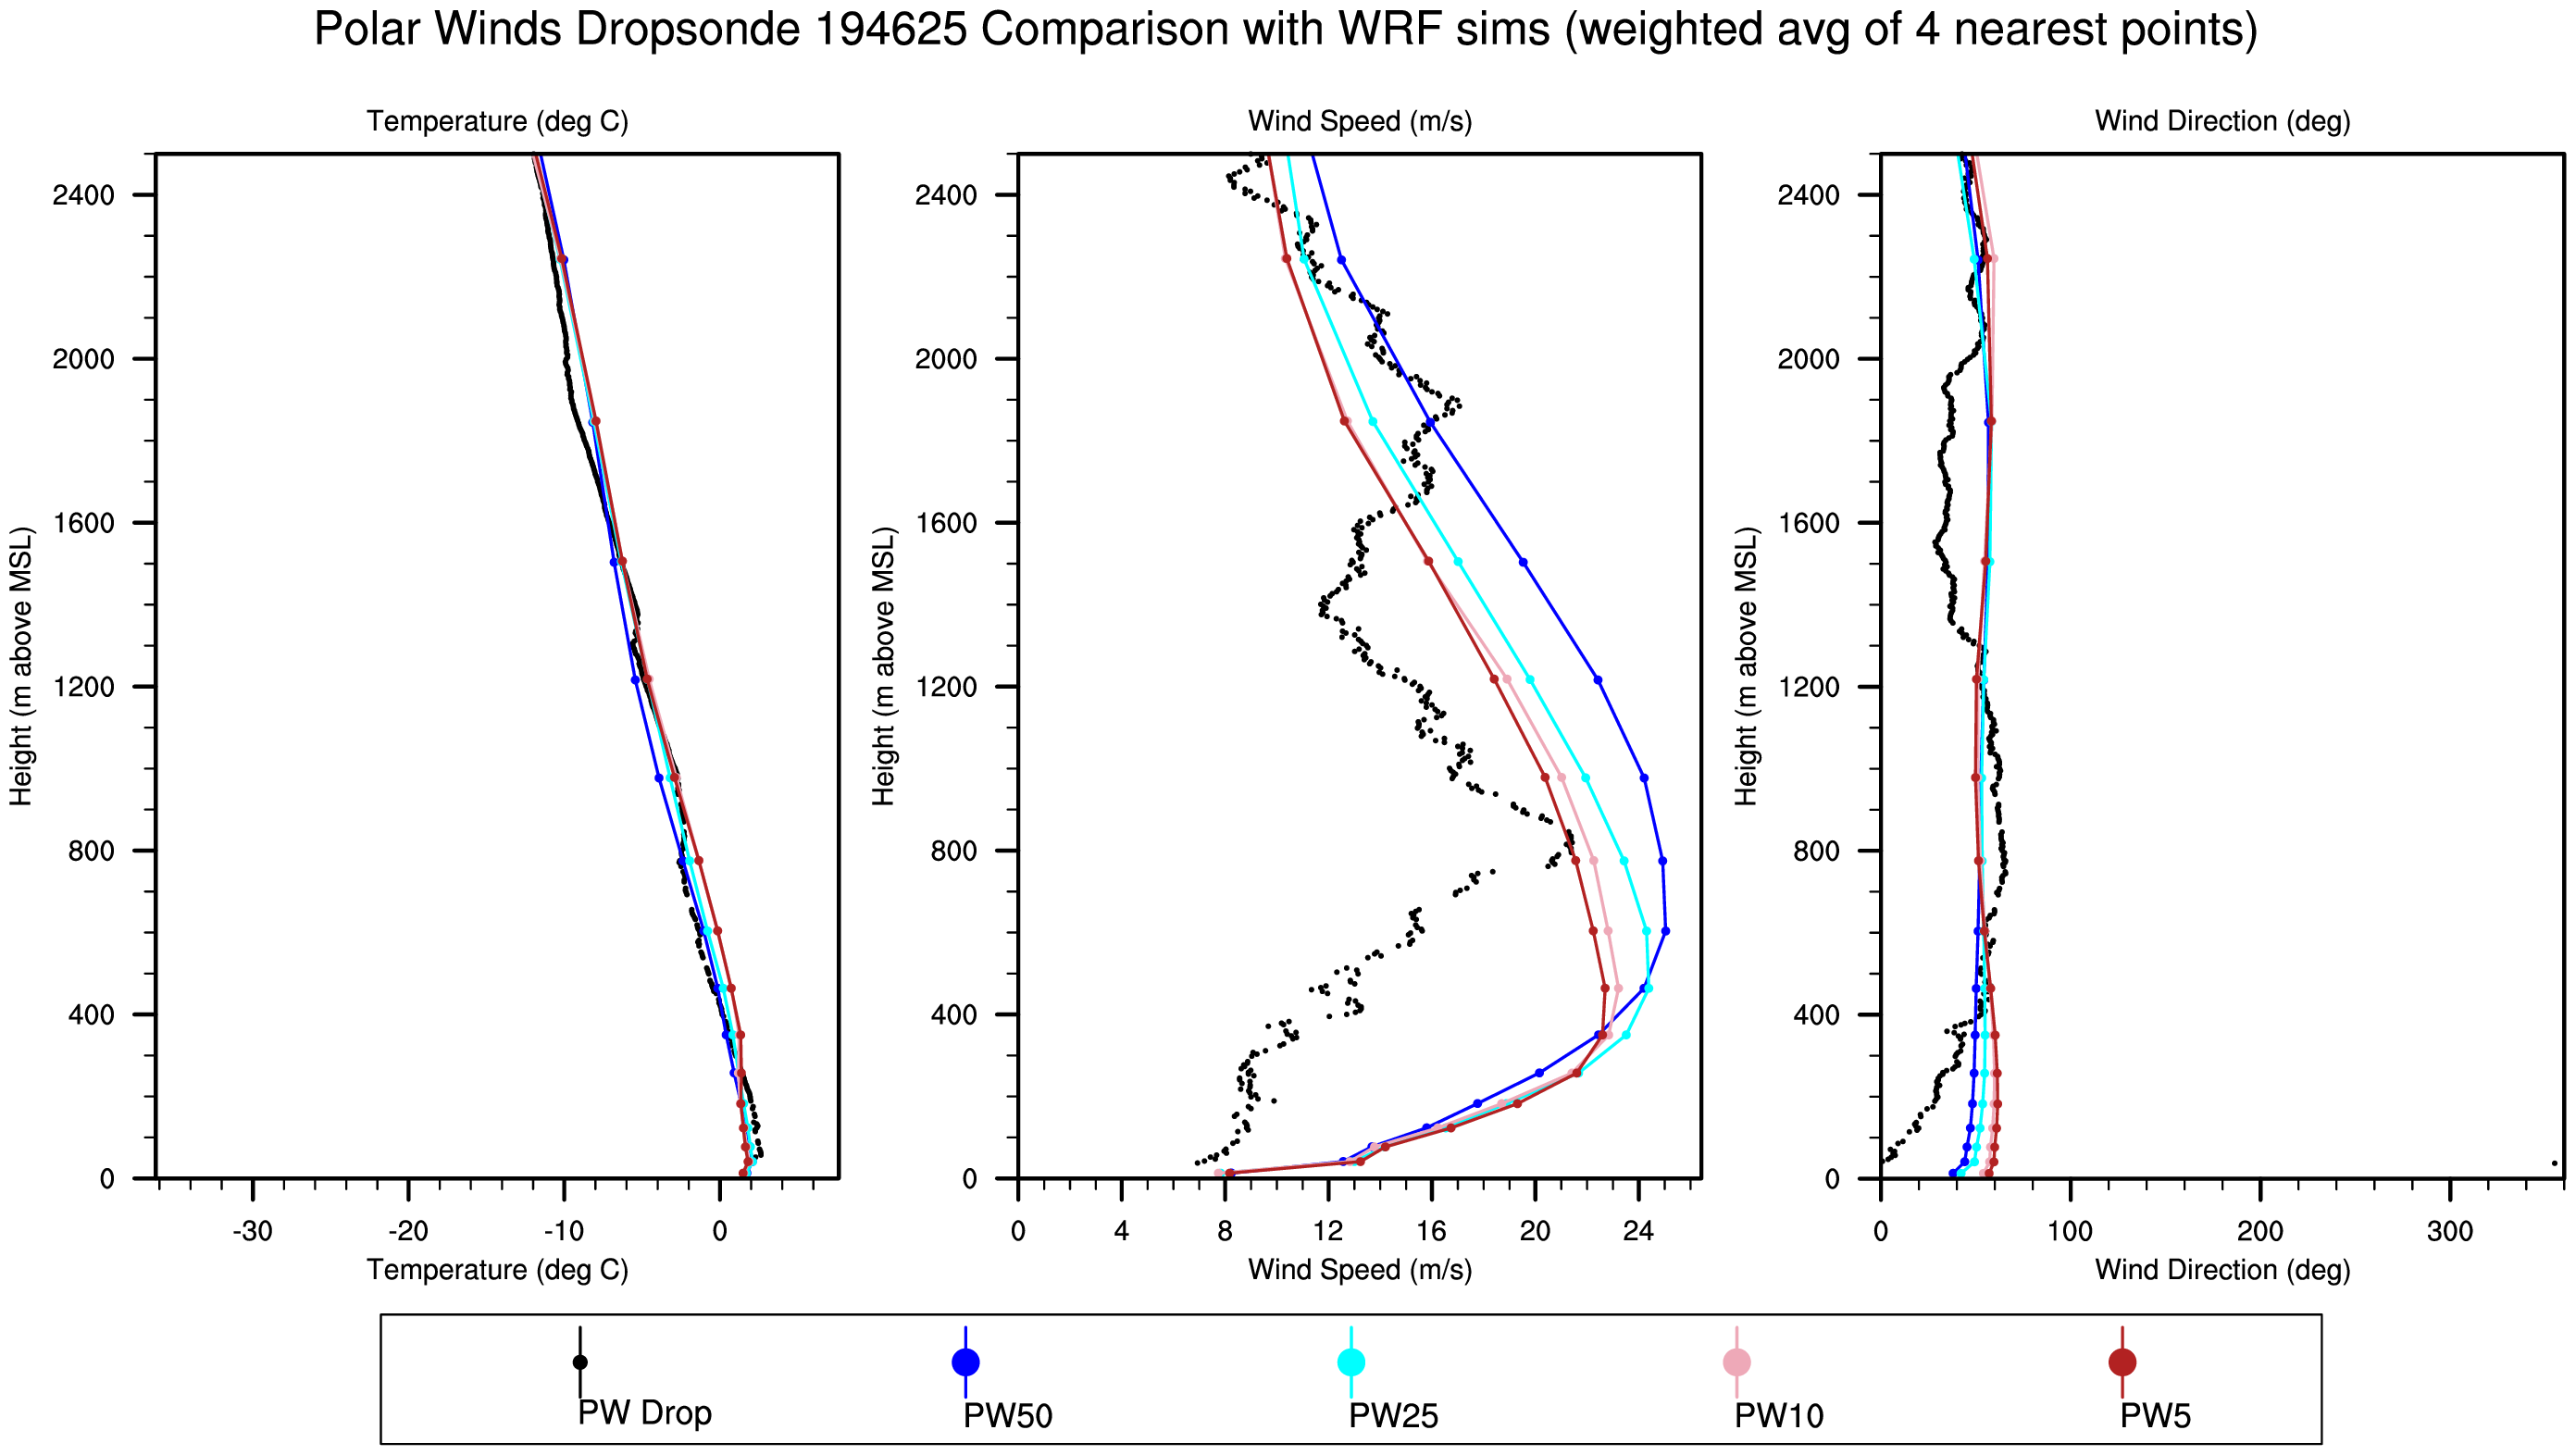 Polar Winds Dropsonde 194625 Comparison with WRF sims (weighted avg of 4 nearest points)
Temperature (deg C)
Wind Speed (m/s)
Wind Direction (deg)
2400
2000
1600
1200
800
400
0
Height (m above MSL)
-30 -20 -10 0
Temperature (deg C)
2400
2000
1600
1200
800
400
0
Height (m above MSL)
0 4 8 12 16 20 24
Wind Speed (m/s)
2400
2000
1600
1200
800
400
0
Height (m above MSL)
0 100 200 300
Wind Direction (deg)
PW Drop PW50 PW25 PW10 PW5